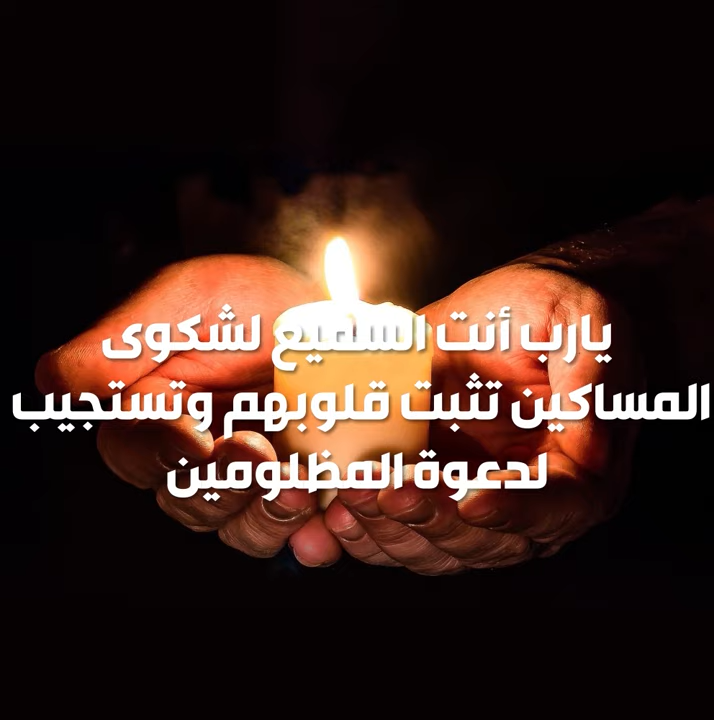 يارب أنت السميع لشكوى
المساكين تثبت قلوبهم وتستجيب
لدعوة المظلومين